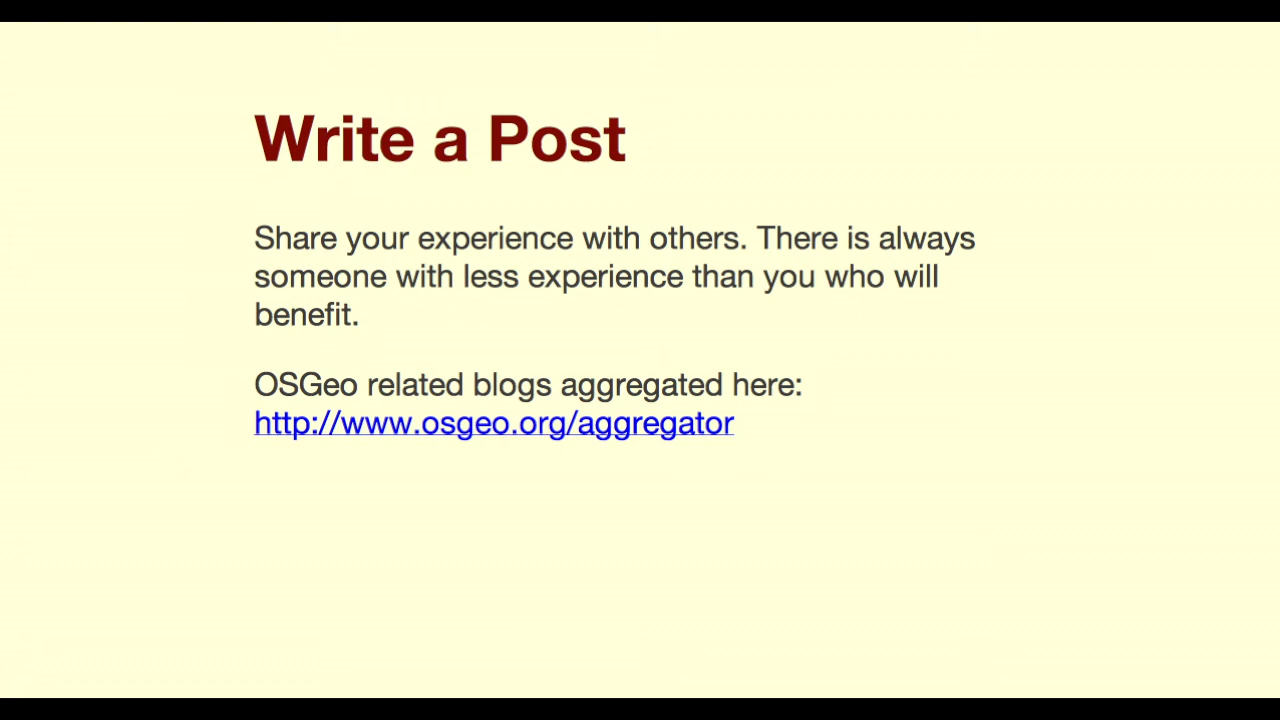 Write a Post
Share your experience with others. There is always
someone with less experience than you who will
benefit.
OSGeo related blogs aggregated here:
http://www.osgeo.org/aggregator